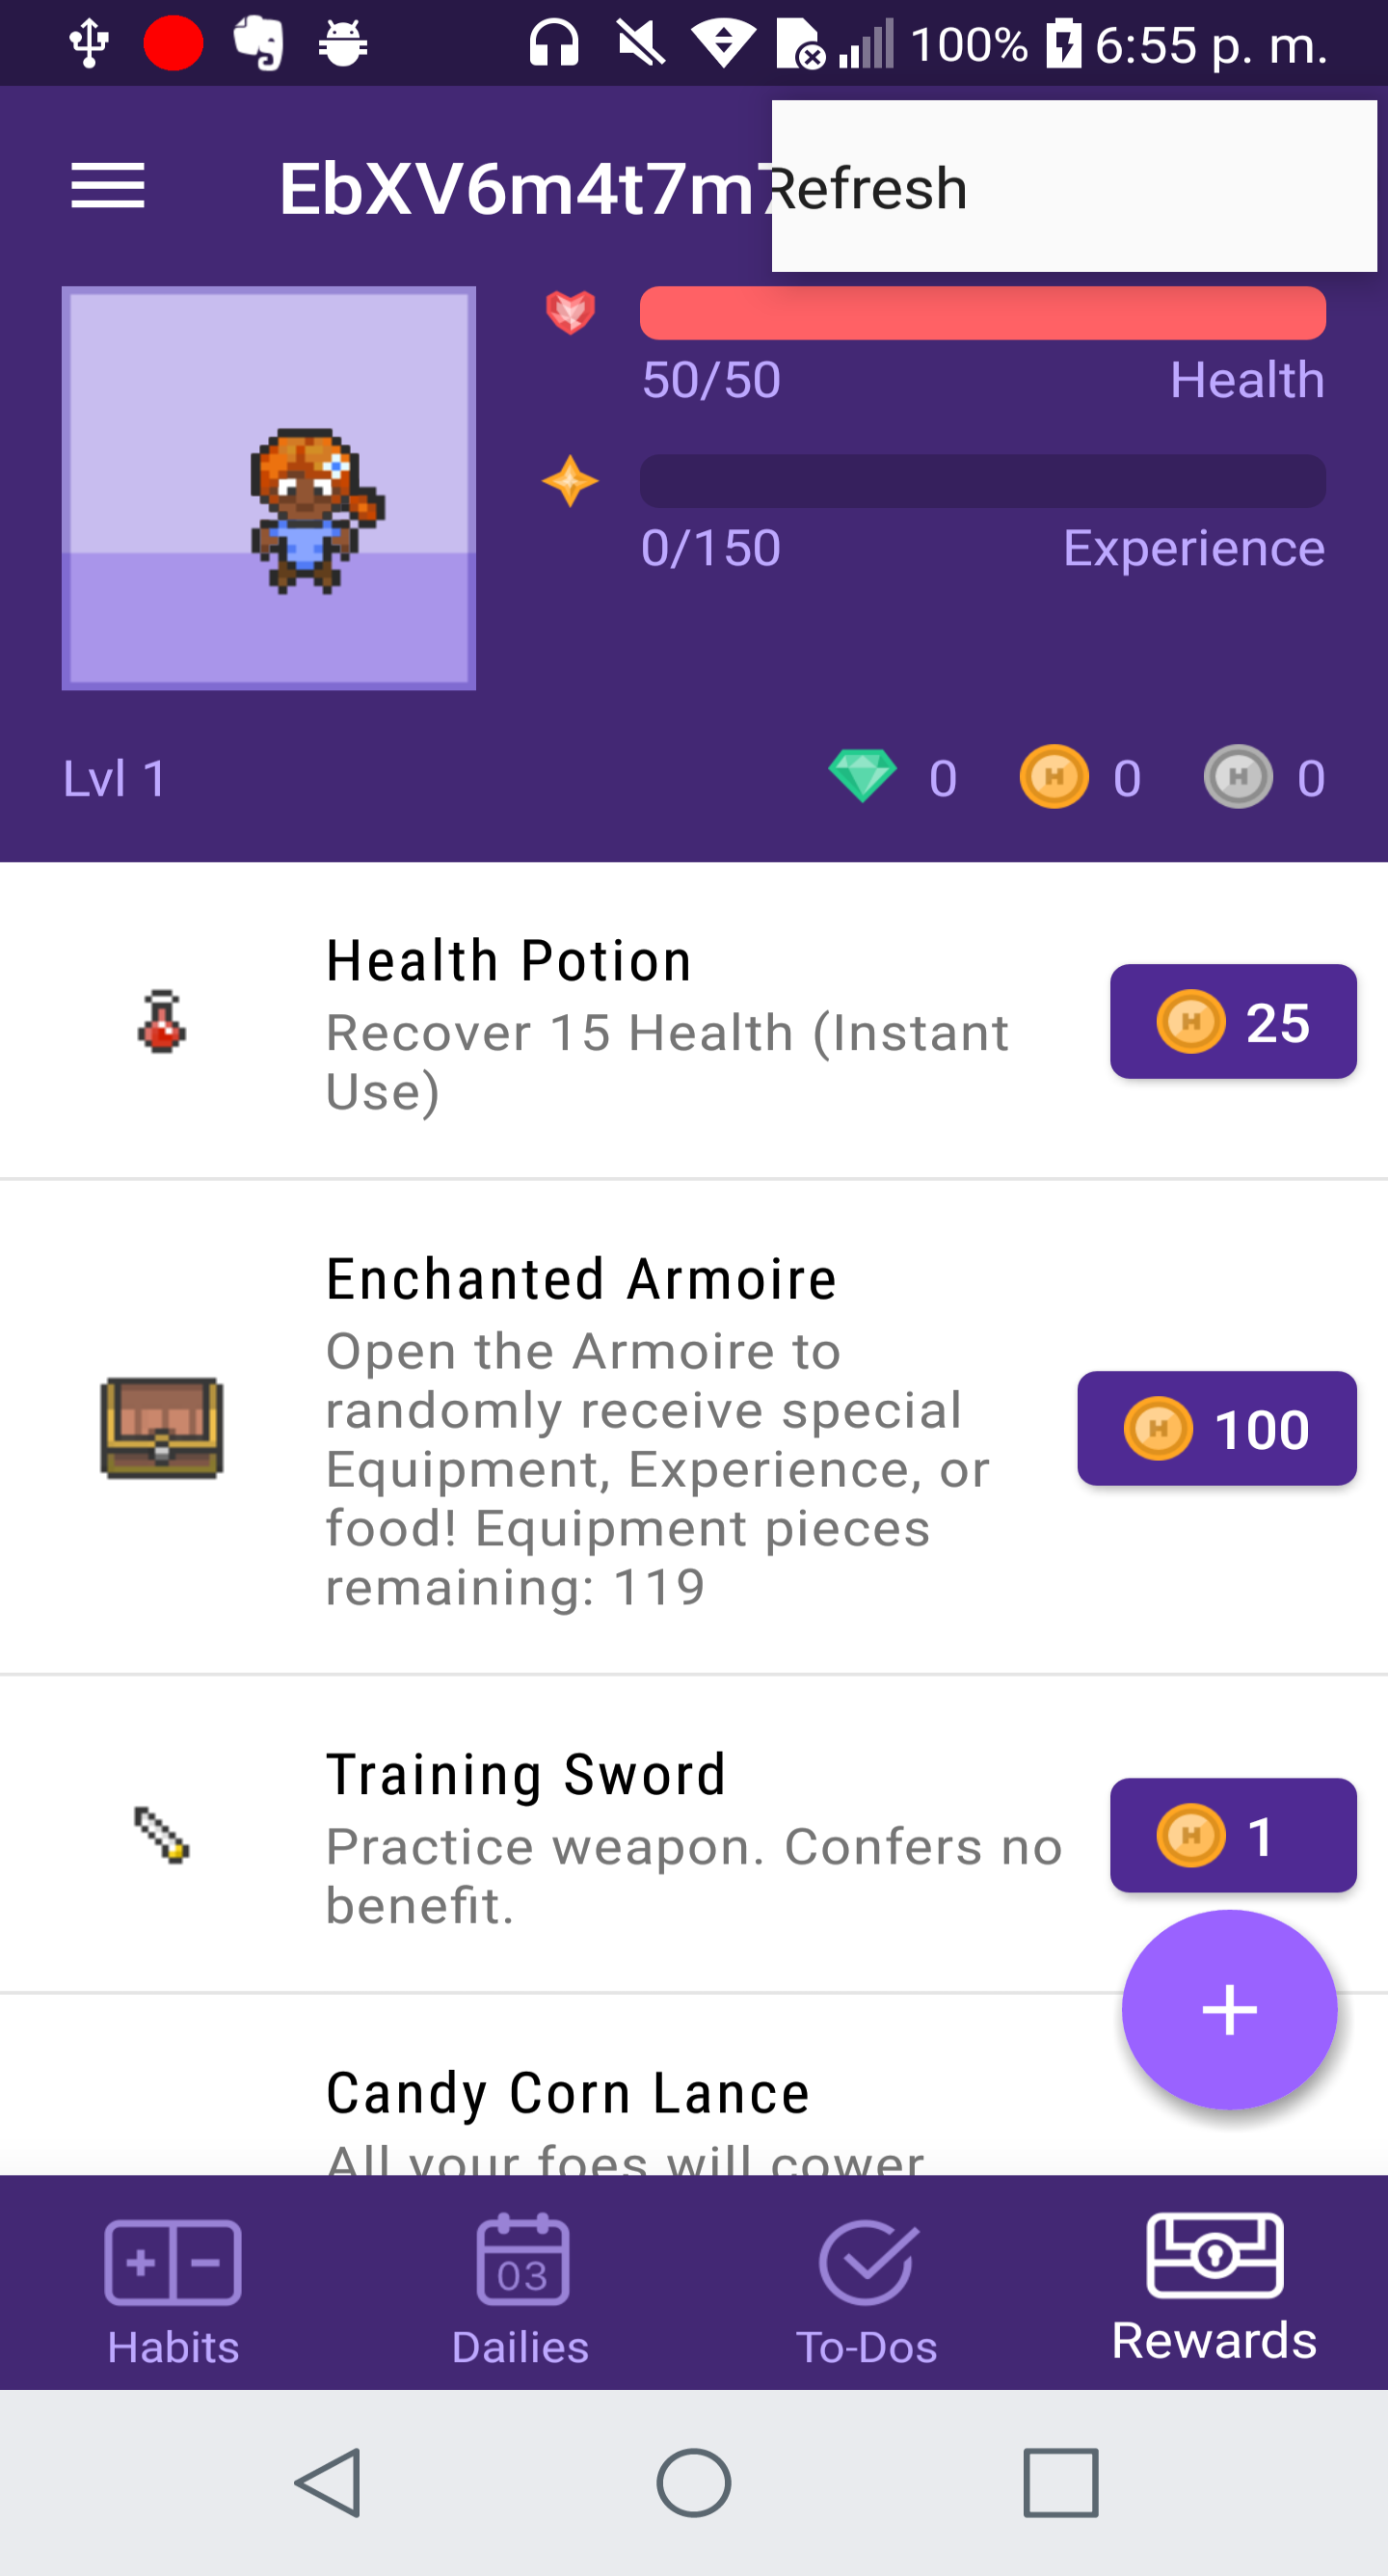 100% 6:55 p. m.
EbXV6m4t7m
Refresh
50/50 Health
0/150 Experience
Lvl 1 0 0 0
Health Potion
Recover 15 Health (Instant
Use)
25
Enchanted Armoire
Open the Armoire to
randomly receive special
Equipment, Experience, or
food! Equipment pieces
remaining: 119
100
Training Sword
Practice weapon. Confers no
benefit.
1
Candy Corn Lance
All your foes will cower
03
Habits Dailies To-Dos Rewards